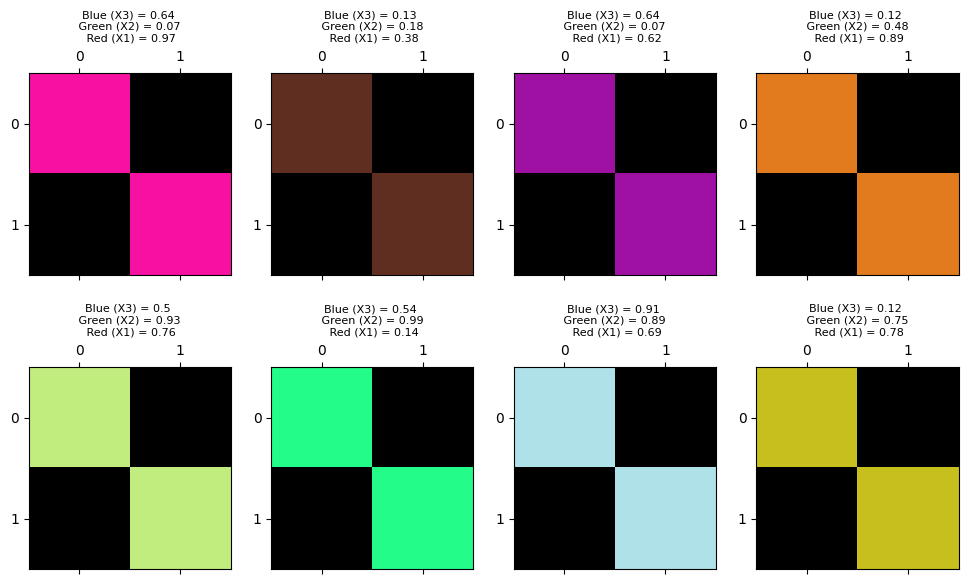 Blue (X3) = 0.64
Green (X2) = 0.07
Red (X1) = 0.97
0 1
0
1
Blue (X3) = 0.13
Green (X2) = 0.18
Red (X1) = 0.38
0 1
0
1
Blue (X3) = 0.64
Green (X2) = 0.07
Red (X1) = 0.62
0 1
0
1
Blue (X3) = 0.12
Green (X2) = 0.48
Red (X1) = 0.89
0 1
0
1
Blue (X3) = 0.5
Green (X2) = 0.93
Red (X1) = 0.76
0 1
0
1
Blue (X3) = 0.54
Green (X2) = 0.99
Red (X1) = 0.14
0 1
0
1
Blue (X3) = 0.91
Green (X2) = 0.89
Red (X1) = 0.69
0 1
0
1
Blue (X3) = 0.12
Green (X2) = 0.75
Red (X1) = 0.78
0 1
0
1